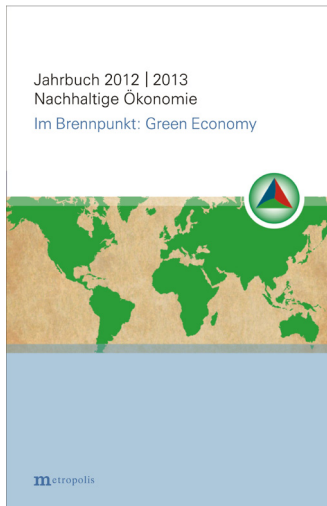 Jahrbuch 2012 | 2013
Nachhaltige Ökonomie
Im Brennpunkt: Green Economy
metropolis